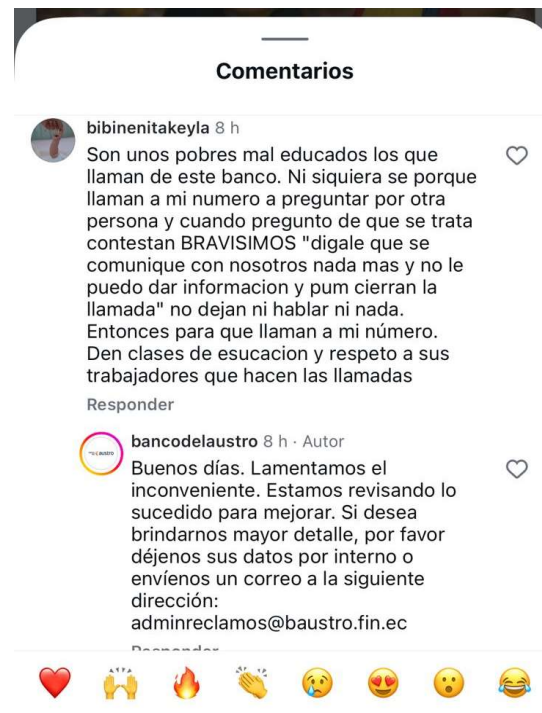 Comentarios
bibinenitakeyla 8 h
Son unos pobres mal educados los que
llaman de este banco. Ni siquiera se porque
llaman a mi numero a preguntar por otra
persona y cuando pregunto de que se trata
contestan BRAVISIMOS "digale que se
comunique con nosotros nada mas y no le
puedo dar informacion y pum cierran la
llamada" no dejan ni hablar ni nada.
Entonces para que llaman a mi número.
Den clases de esucacion y respeto a sus
trabajadores que hacen las llamadas
Responder
bancodelaustro 8 h · Autor
Buenos días. Lamentamos el
inconveniente. Estamos revisando lo
sucedido para mejorar. Si desea
brindarnos mayor detalle, por favor
déjenos sus datos por interno o
envíenos un correo a la siguiente
dirección:
adminreclamos@baustro.fin.ec
Responder